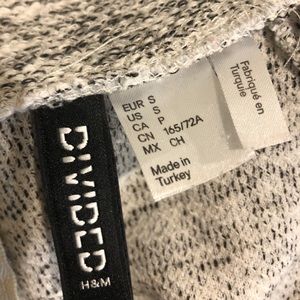 DIVIDED
H&M
EUR S
US S
CA P
CN 165/72A
MX CH
Made in
Turkey
Fabriqué en
Turquie